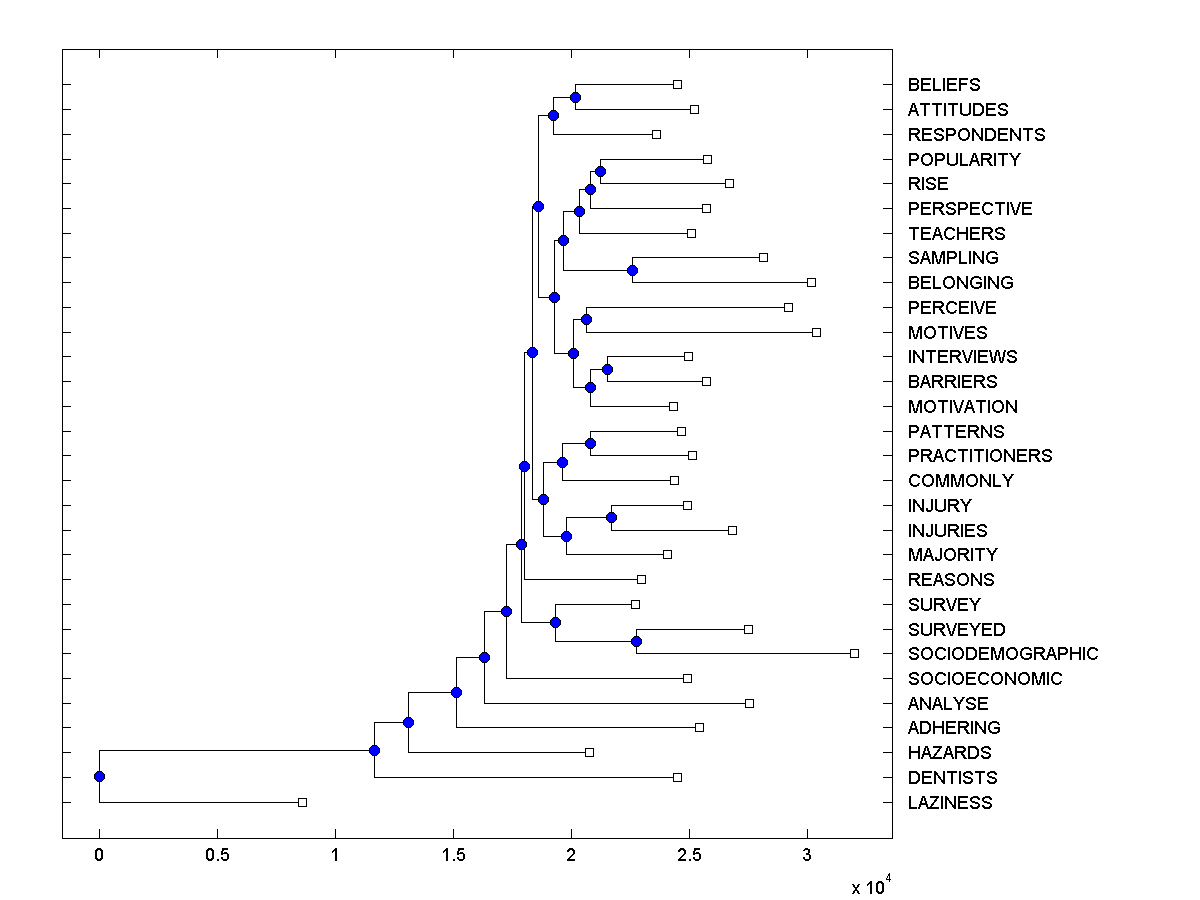 BELIEFS
ATTITUDES
RESPONDENTS
POPULARITY
RISE
PERSPECTIVE
TEACHERS
SAMPLING
BELONGING
PERCEIVE
MOTIVES
INTERVIEWS
BARRIERS
MOTIVATION
PATTERNS
PRACTITIONERS
COMMONLY
INJURY
INJURIES
MAJORITY
REASONS
SURVEY
SURVEYED
SOCIODEMOGRAPHIC
SOCIOECONOMIC
ANALYSE
ADHERING
HAZARDS
DENTISTS
LAZINESS
0 0.5 1 1.5 2 2.5 3
x 10^4